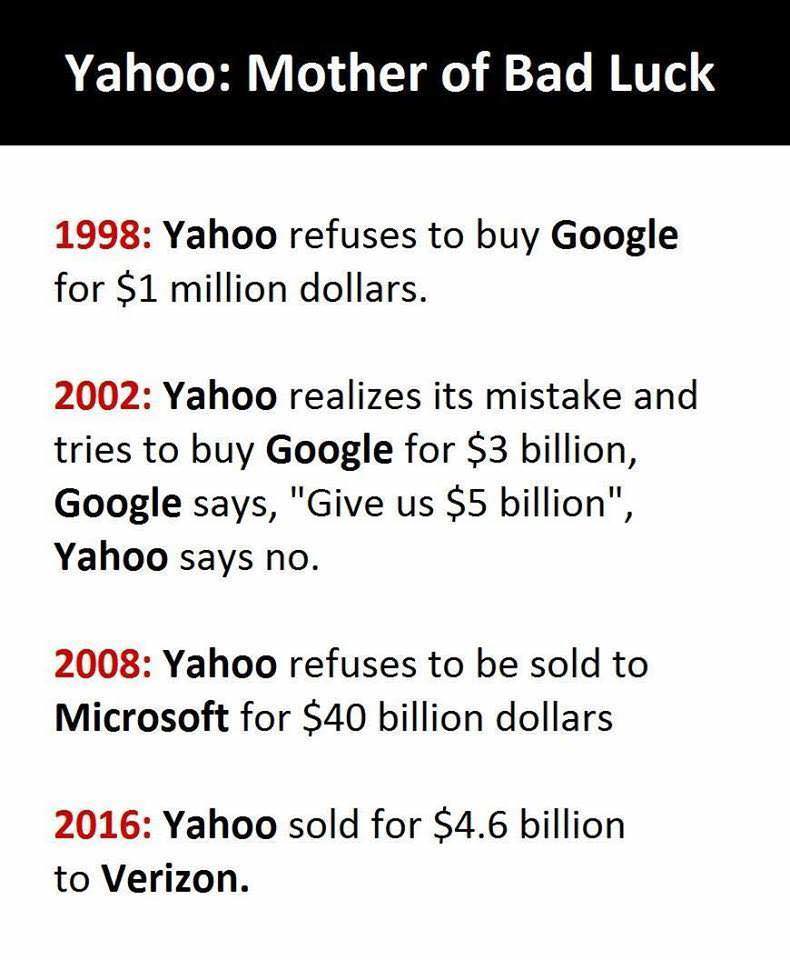 Yahoo: Mother of Bad Luck
1998: Yahoo refuses to buy Google
for $1 million dollars.
2002: Yahoo realizes its mistake and
tries to buy Google for $3 billion,
Google says, "Give us $5 billion",
Yahoo says no.
2008: Yahoo refuses to be sold to
Microsoft for $40 billion dollars
2016: Yahoo sold for $4.6 billion
to Verizon.